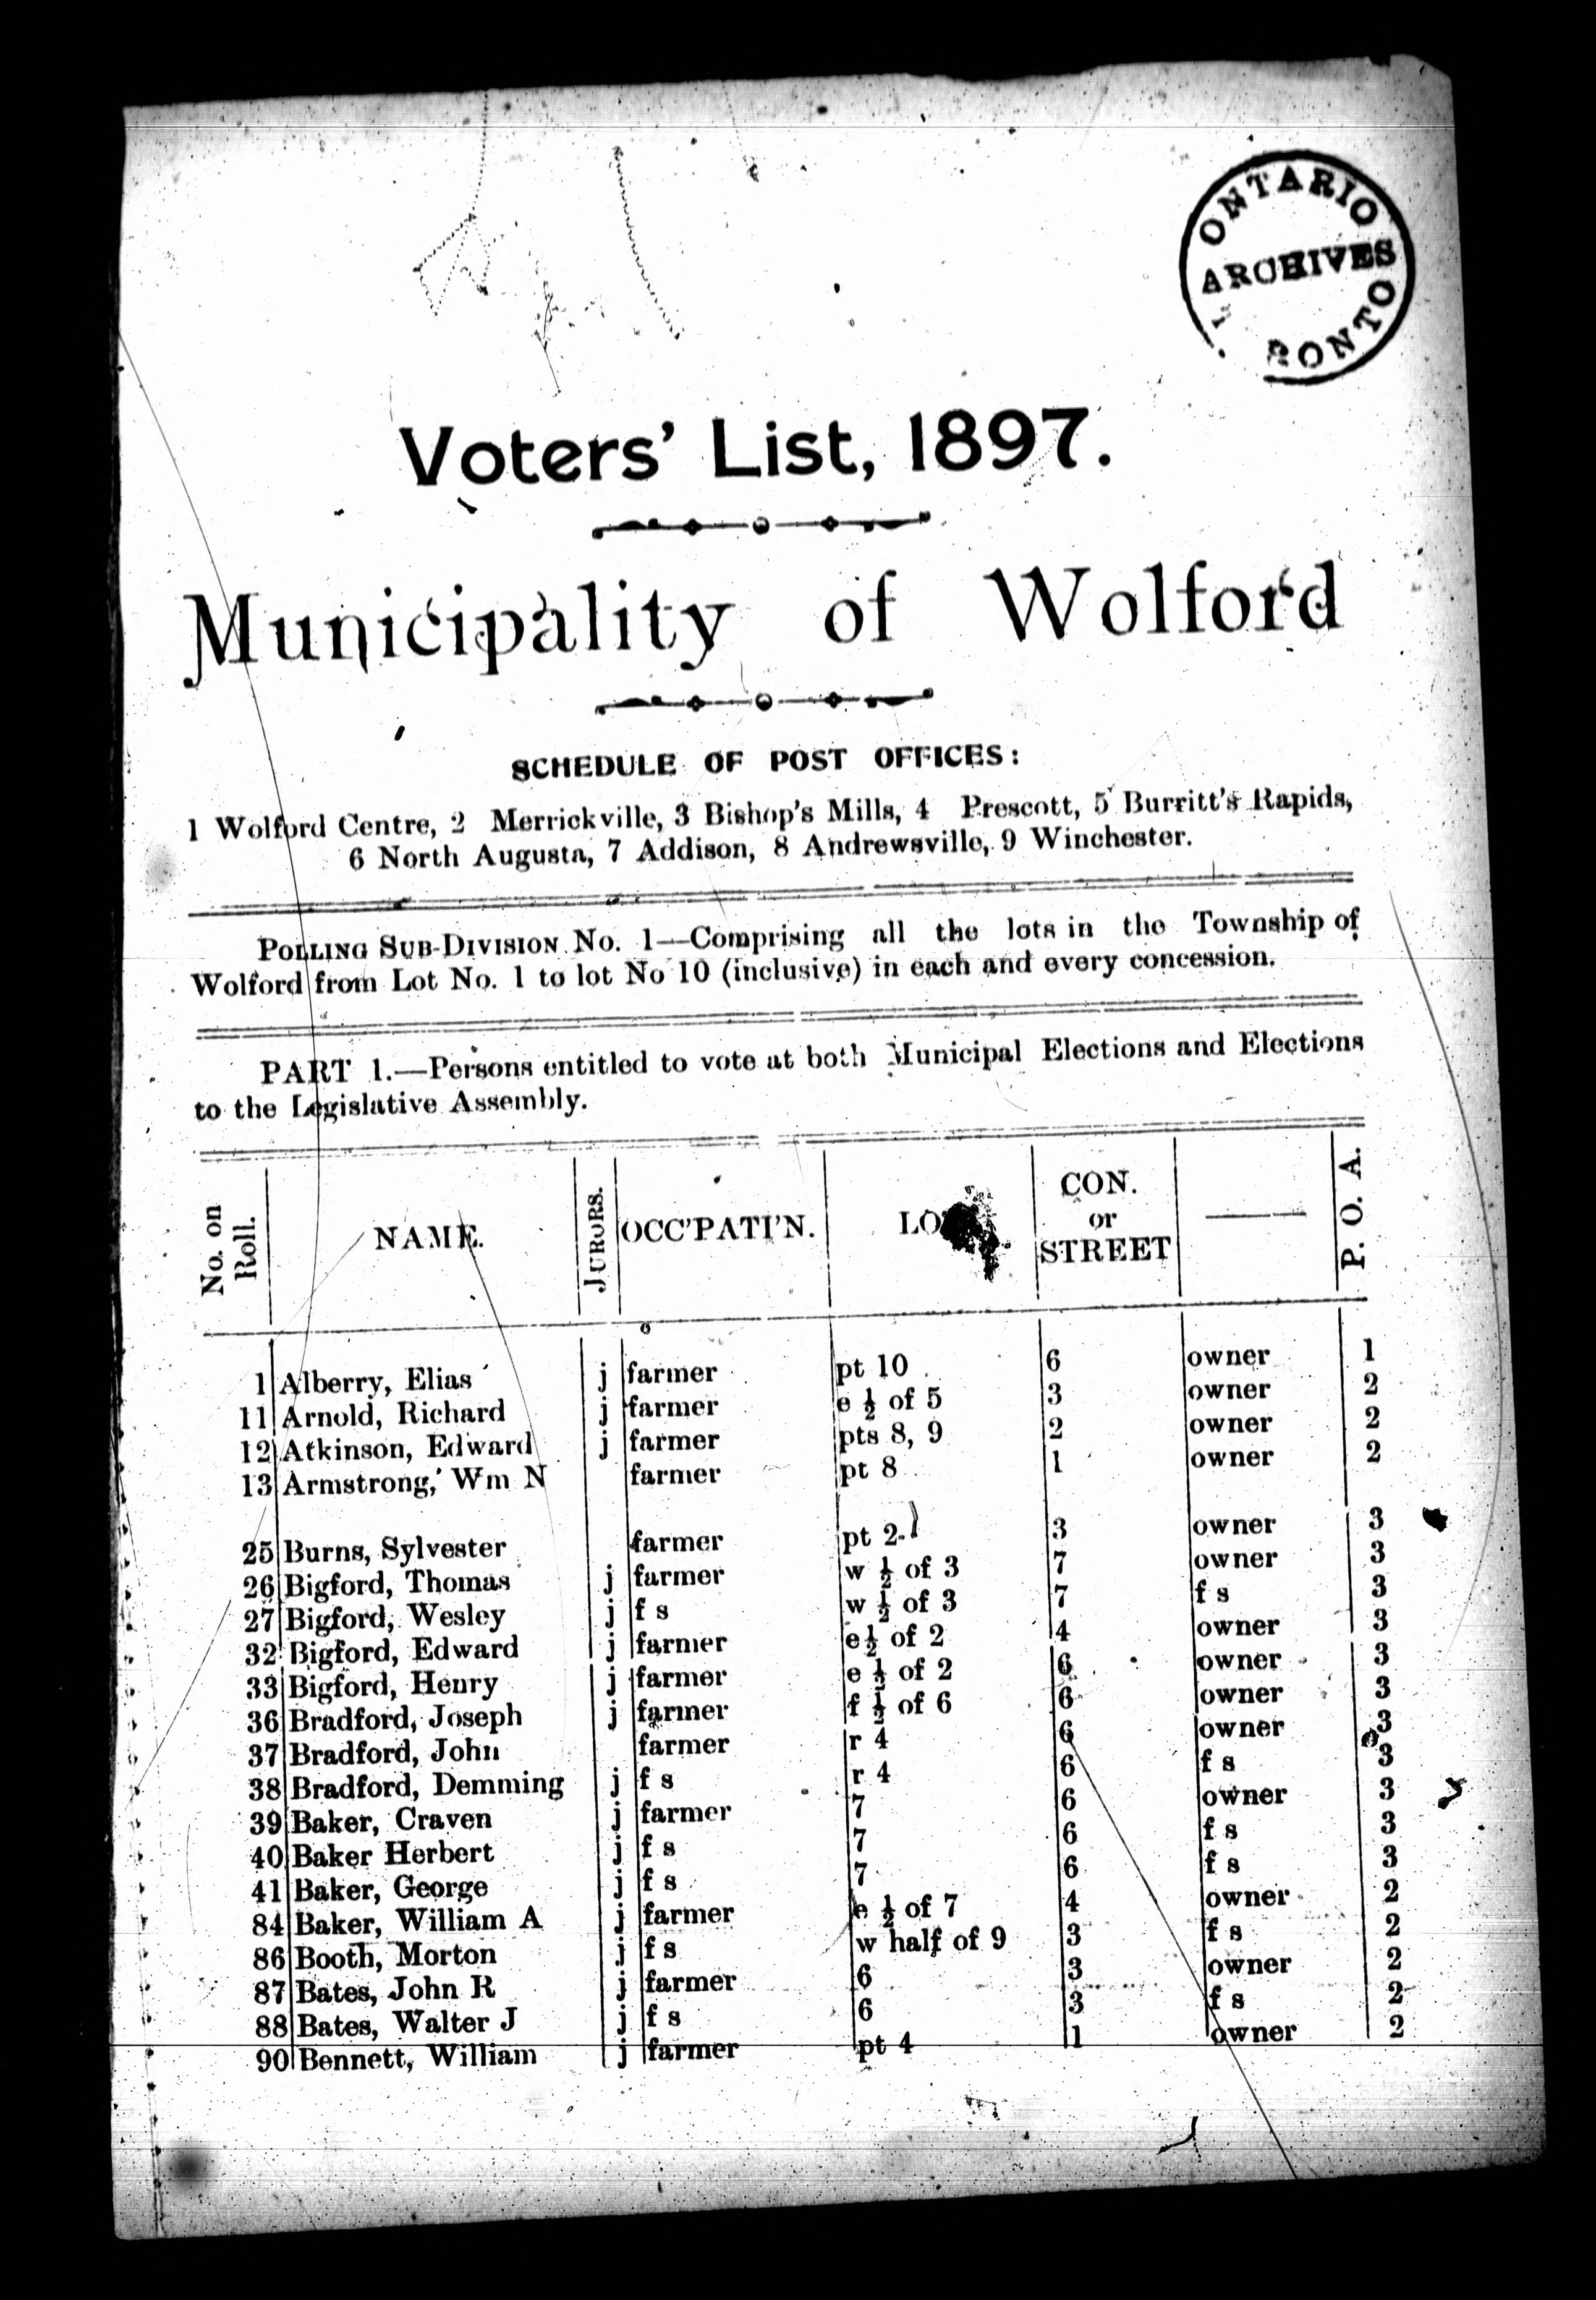 ONTARIO
ARCHIVES
RONTO
Voters' List, 1897.
Municipality of Wolford
SCHEDULE OF POST OFFICES:
1 Wolford Centre, 2 Merrickville, 3 Bishop's Mills, 4 Prescott, 5 Burritt's Rapids,
6 North Augusta, 7 Addison, 8 Andrewsville, 9 Winchester.
POLLING SUB-DIVISION No. 1—Comprising all the lots in the Township of
Wolford from Lot No. 1 to lot No 10 (inclusive) in each and every concession.
PART 1.—Persons entitled to vote at both Municipal Elections and Elections
to the Legislative Assembly.
No. on Roll. NAME. JURORS. OCC'PATI'N. LO CON. or STREET —— P. O. A.
1 Alberry, Elias j farmer pt 10 6 owner 1
11 Arnold, Richard j farmer e ½ of 5 3 owner 2
12 Atkinson, Edward j farmer pts 8, 9 2 owner 2
13 Armstrong, Wm N farmer pt 8 1 owner 2
25 Burns, Sylvester farmer pt 2 3 owner 3
26 Bigford, Thomas j farmer w ½ of 3 7 owner 3
27 Bigford, Wesley j f s w ½ of 3 7 f s 3
32 Bigford, Edward j farmer e ½ of 2 4 owner 3
33 Bigford, Henry j farmer e ½ of 2 6 owner 3
36 Bradford, Joseph j farmer f ½ of 6 6 owner 3
37 Bradford, John farmer r 4 6 owner 3
38 Bradford, Demming j f s r 4 6 f s 3
39 Baker, Craven j farmer 7 6 owner 3
40 Baker Herbert j f s 7 6 f s 3
41 Baker, George j f s 7 6 f s 3
84 Baker, William A j farmer e ½ of 7 4 owner 2
86 Booth, Morton j f s w half of 9 3 f s 2
87 Bates, John R j farmer 6 3 owner 2
88 Bates, Walter J j f s 6 3 f s 2
90 Bennett, William j farmer pt 4 1 owner 2